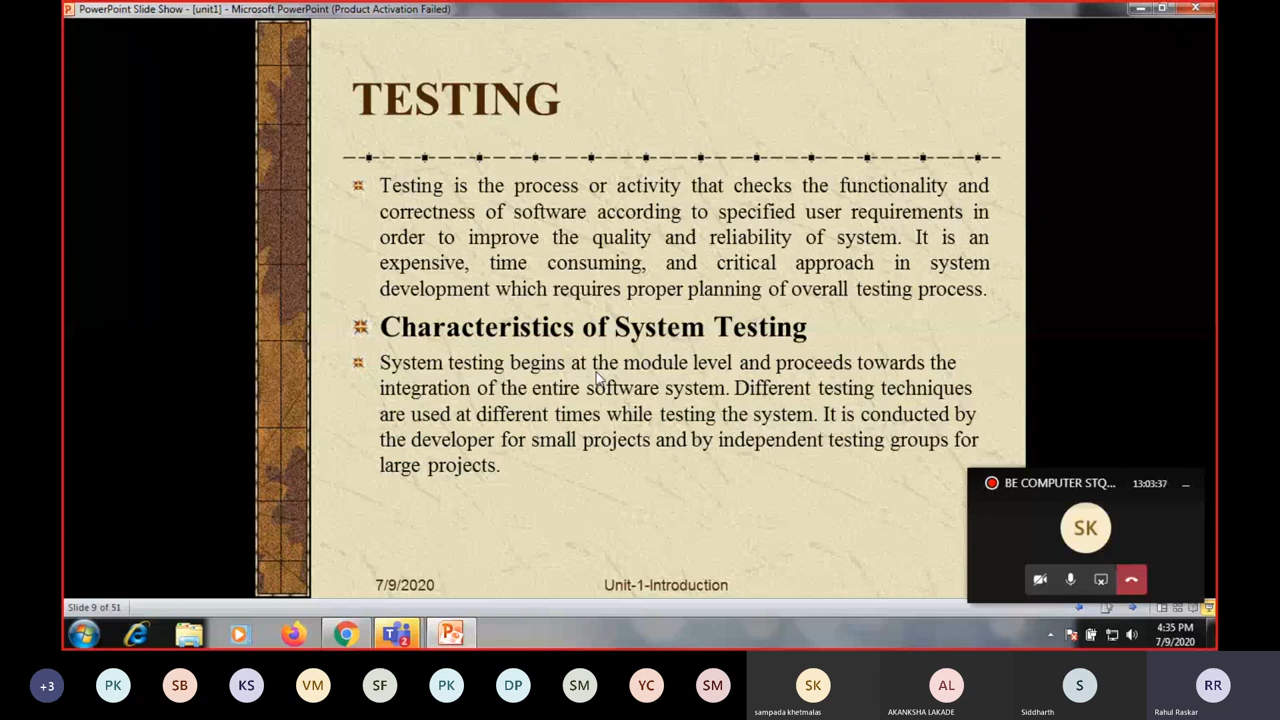 PowerPoint Slide Show - [unit1] - Microsoft PowerPoint (Product Activation Failed)
TESTING
Testing is the process or activity that checks the functionality and
correctness of software according to specified user requirements in
order to improve the quality and reliability of system. It is an
expensive, time consuming, and critical approach in system
development which requires proper planning of overall testing process.
Characteristics of System Testing
System testing begins at the module level and proceeds towards the
integration of the entire software system. Different testing techniques
are used at different times while testing the system. It is conducted by
the developer for small projects and by independent testing groups for
large projects.
BE COMPUTER STQ... 13:03:37
SK
7/9/2020 Unit-1-Introduction
Slide 9 of 51
2
4:35 PM
7/9/2020
+3 PK SB KS VM SF PK DP SM YC SM SK AL S RR
sampada khetmalas AKANKSHA LAKADE Siddharth Rahul Raskar